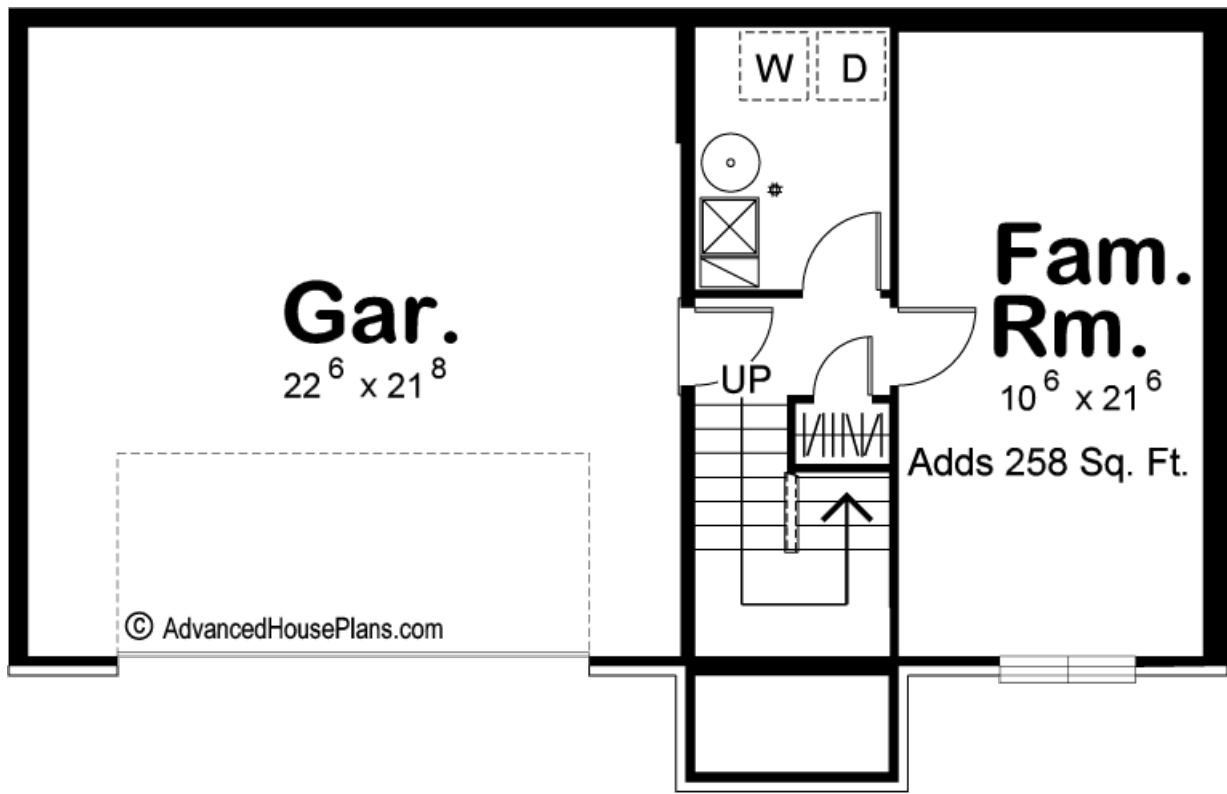 W D
Fam.
Rm.
10 6 x 21 6
Adds 258 Sq. Ft.
Gar.
22 6 x 21 8
UP
© AdvancedHousePlans.com